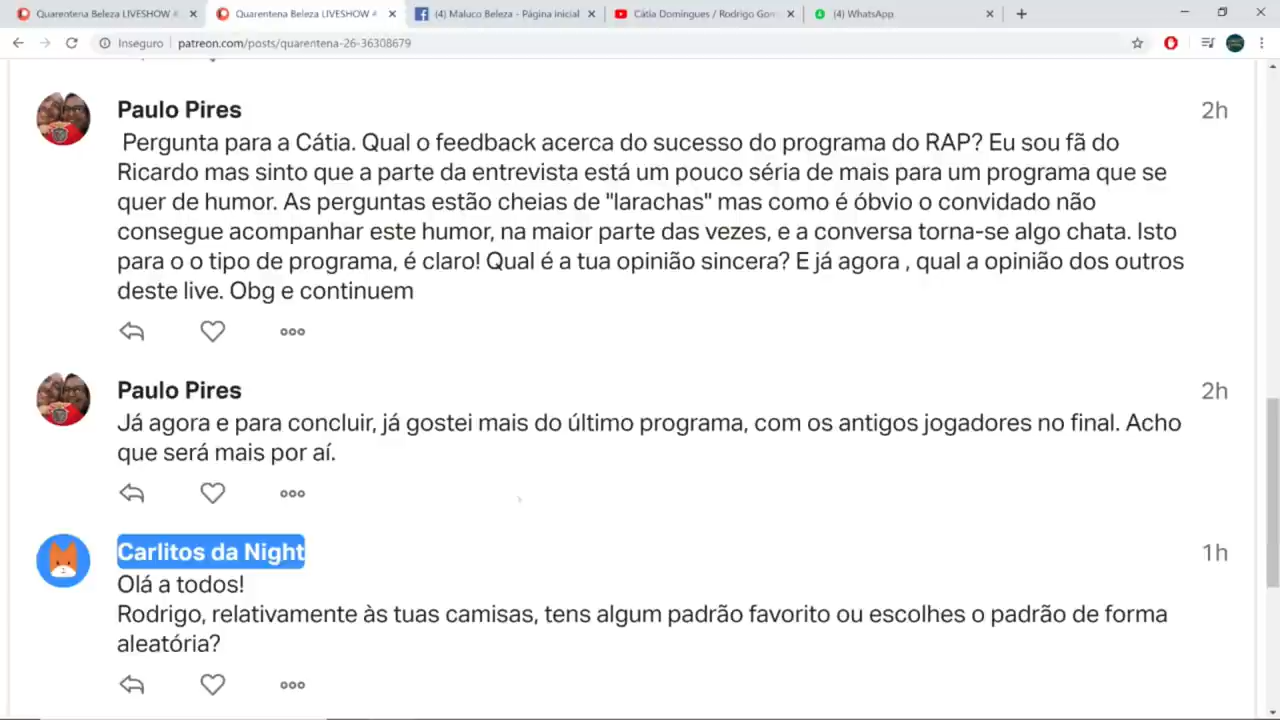 Quarentena Beleza LIVESHOW #
Quarentena Beleza LIVESHOW #
(4) Maluco Beleza - Página inicial
Cátia Domingues / Rodrigo Gom
(4) WhatsApp
Inseguro
patreon.com/posts/quarentena-26-36308679
Paulo Pires
2h
Pergunta para a Cátia. Qual o feedback acerca do sucesso do programa do RAP? Eu sou fã do
Ricardo mas sinto que a parte da entrevista está um pouco séria de mais para um programa que se
quer de humor. As perguntas estão cheias de "larachas" mas como é óbvio o convidado não
consegue acompanhar este humor, na maior parte das vezes, e a conversa torna-se algo chata. Isto
para o o tipo de programa, é claro! Qual é a tua opinião sincera? E já agora , qual a opinião dos outros
deste live. Obg e continuem
Paulo Pires
2h
Já agora e para concluir, já gostei mais do último programa, com os antigos jogadores no final. Acho
que será mais por aí.
Carlitos da Night
1h
Olá a todos!
Rodrigo, relativamente às tuas camisas, tens algum padrão favorito ou escolhes o padrão de forma
aleatória?